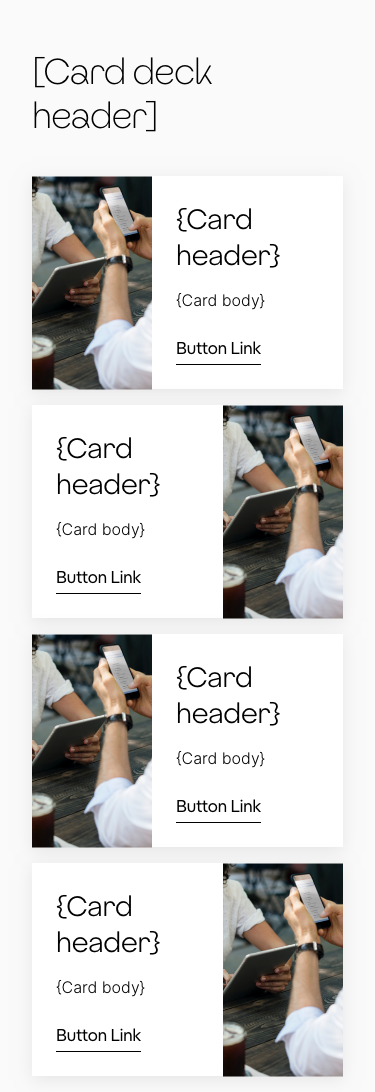 [Card deck
header]
{Card
header}
{Card body}
Button Link
{Card
header}
{Card body}
Button Link
{Card
header}
{Card body}
Button Link
{Card
header}
{Card body}
Button Link